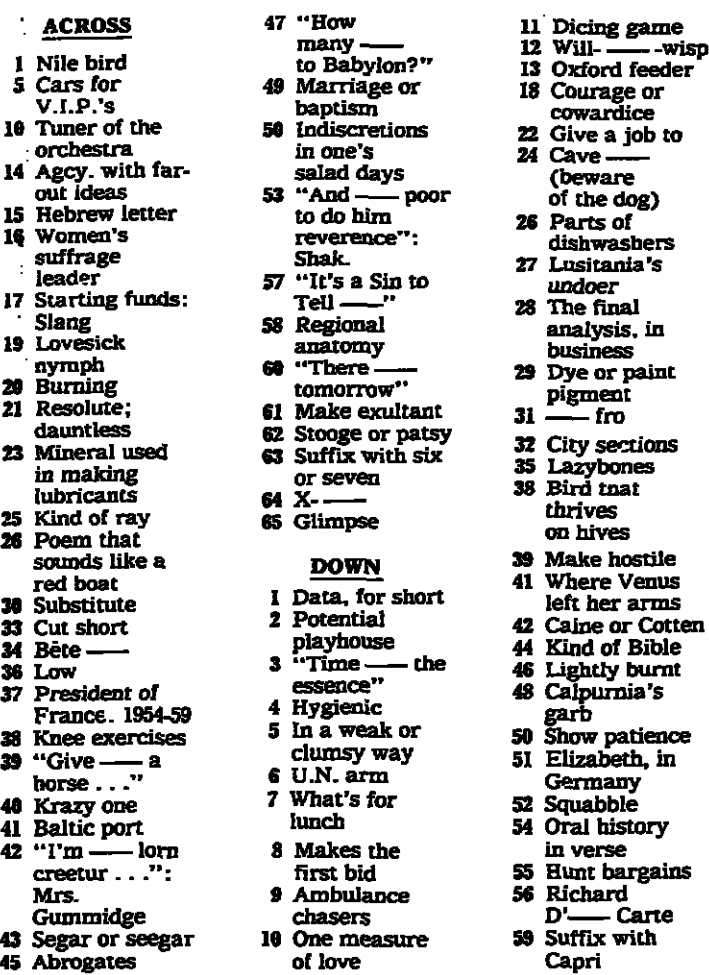 ACROSS
1 Nile bird
5 Cars for
V.I.P.'s
10 Tuner of the
orchestra
14 Agcy. with far-
out ideas
15 Hebrew letter
16 Women's
suffrage
leader
17 Starting funds:
Slang
19 Lovesick
nymph
20 Burning
21 Resolute;
dauntless
23 Mineral used
in making
lubricants
25 Kind of ray
26 Poem that
sounds like a
red boat
30 Substitute
33 Cut short
34 Bête ——
36 Low
37 President of
France. 1954-59
38 Knee exercises
39 "Give —— a
horse . . ."
40 Krazy one
41 Baltic port
42 "I'm —— lorn
creetur . . .":
Mrs.
Gummidge
43 Segar or seegar
45 Abrogates
47 "How
many ——
to Babylon?"
49 Marriage or
baptism
50 Indiscretions
in one's
salad days
53 "And —— poor
to do him
reverence":
Shak.
57 "It's a Sin to
Tell ——"
58 Regional
anatomy
60 "There ——
tomorrow"
61 Make exultant
62 Stooge or patsy
63 Suffix with six
or seven
64 X- ——
65 Glimpse
DOWN
1 Data, for short
2 Potential
playhouse
3 "Time —— the
essence"
4 Hygienic
5 In a weak or
clumsy way
6 U.N. arm
7 What's for
lunch
8 Makes the
first bid
9 Ambulance
chasers
10 One measure
of love
11 Dicing game
12 Will- —— -wisp
13 Oxford feeder
18 Courage or
cowardice
22 Give a job to
24 Cave ——
(beware
of the dog)
26 Parts of
dishwashers
27 Lusitania's
undoer
28 The final
analysis, in
business
29 Dye or paint
pigment
31 —— fro
32 City sections
35 Lazybones
38 Bird tnat
thrives
on hives
39 Make hostile
41 Where Venus
left her arms
42 Caine or Cotten
44 Kind of Bible
46 Lightly burnt
48 Calpurnia's
garb
50 Show patience
51 Elizabeth, in
Germany
52 Squabble
54 Oral history
in verse
55 Hunt bargains
56 Richard
D'—— Carte
59 Suffix with
Capri